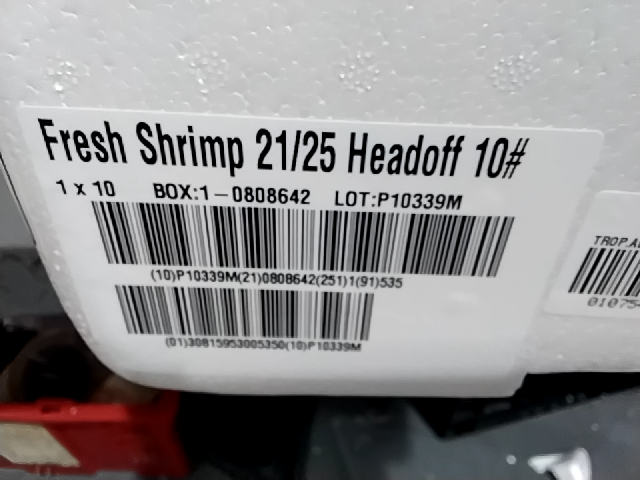 Fresh Shrimp 21/25 Headoff 10#
1 x 10 BOX:1-0808642 LOT:P10339M
(10)P10339M(21)0808642(251)1(91)535
(01)30815953005350(10)P10339M